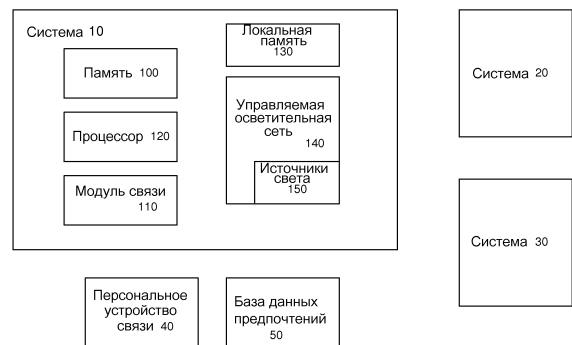 Система 10
Память 100
Процессор 120
Модуль связи
110
Локальная
память
130
Управляемая
осветительная
сеть
140
Источники
света
150
Система 20
Система 30
Персональное
устройство
связи 40
База данных
предпочтений
50